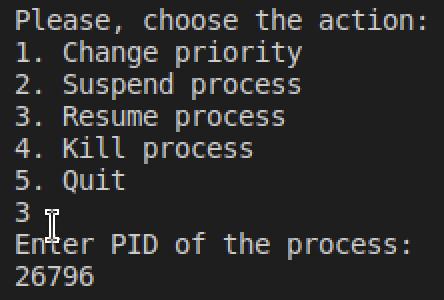 Please, choose the action:
1. Change priority
2. Suspend process
3. Resume process
4. Kill process
5. Quit
3
Enter PID of the process:
26796